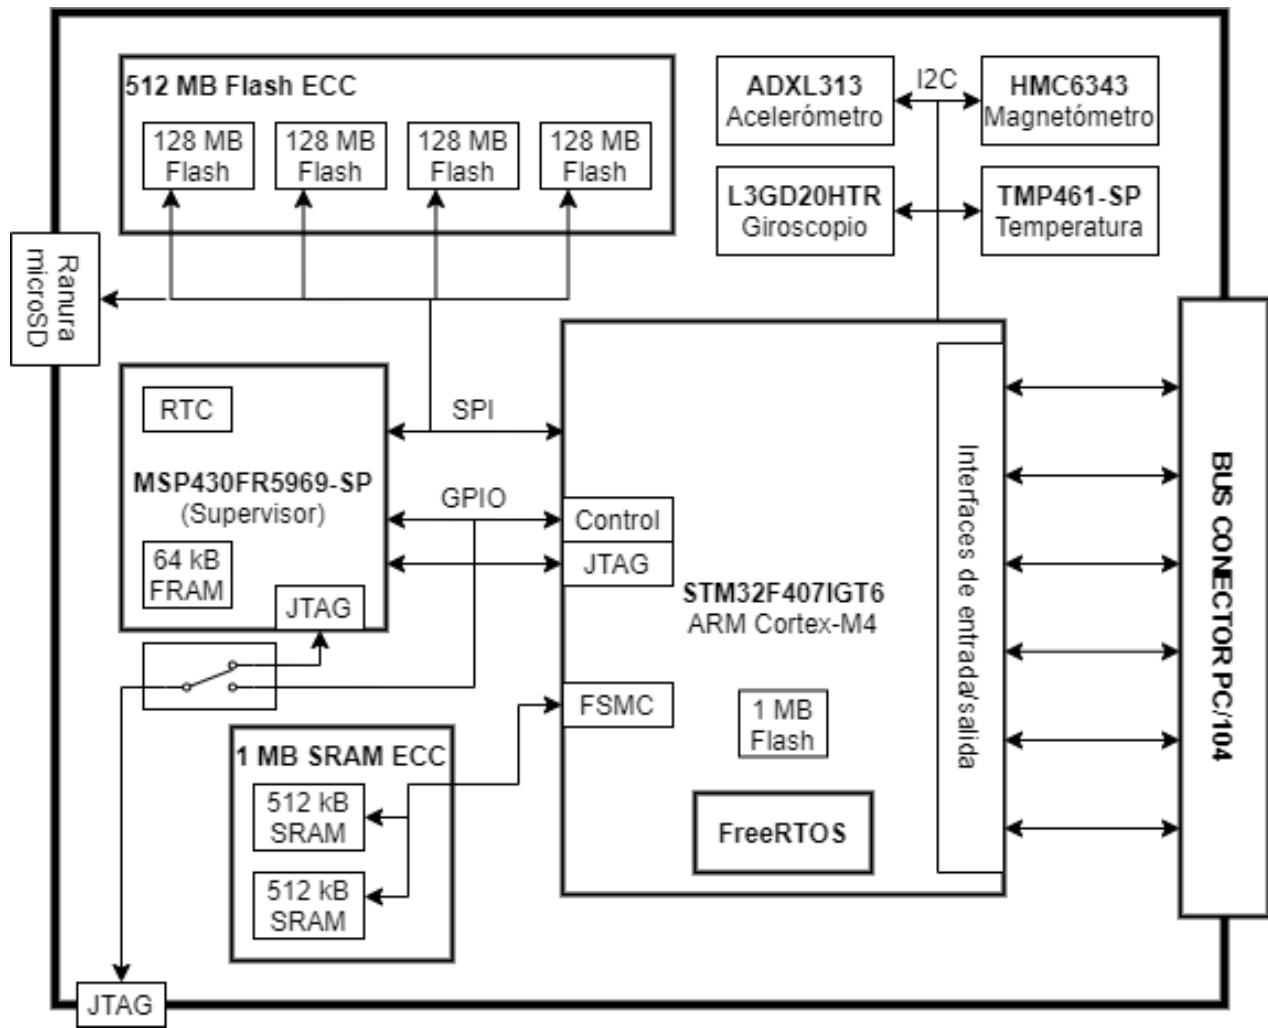 512 MB Flash ECC
128 MB
Flash
128 MB
Flash
128 MB
Flash
128 MB
Flash
ADXL313
Acelerómetro
I2C
HMC6343
Magnetómetro
L3GD20HTR
Giroscopio
TMP461-SP
Temperatura
Ranura
microSD
RTC
MSP430FR5969-SP
(Supervisor)
64 kB
FRAM
JTAG
SPI
GPIO
Control
JTAG
STM32F407IGT6
ARM Cortex-M4
FSMC
1 MB
Flash
FreeRTOS
Interfaces de entrada/salida
BUS CONECTOR PC/104
1 MB SRAM ECC
512 kB
SRAM
512 kB
SRAM
JTAG